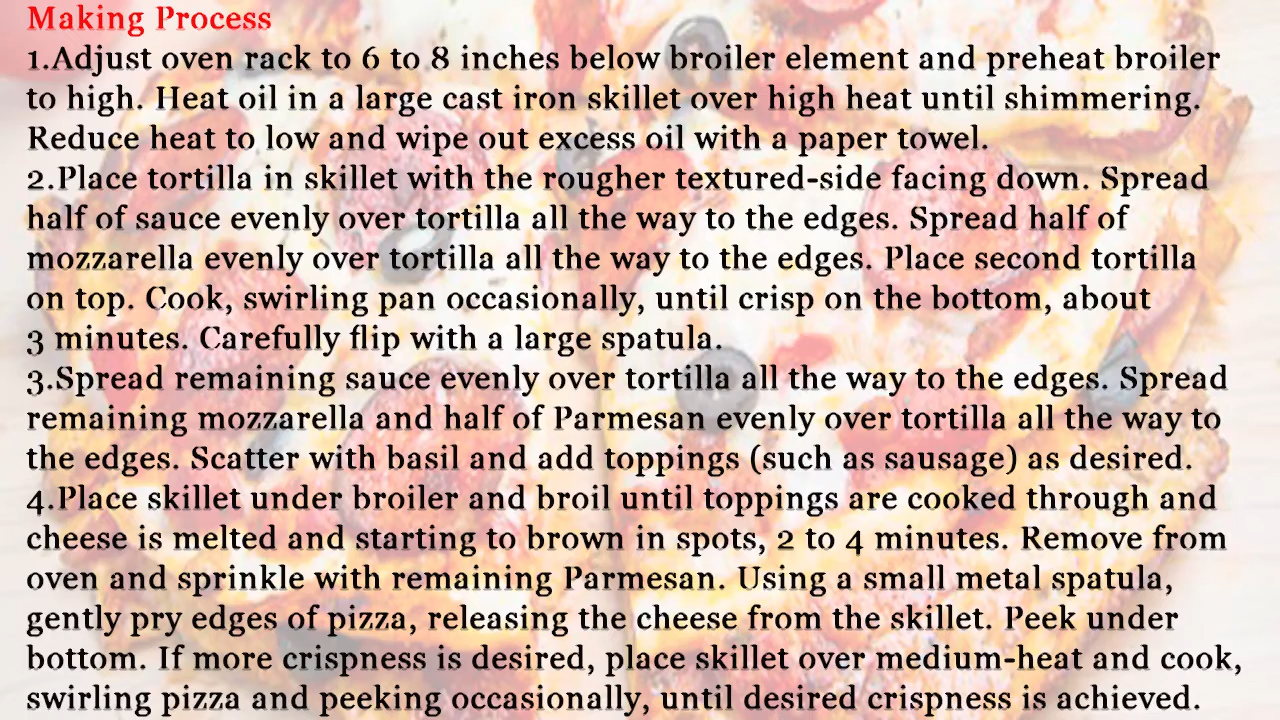 Making Process
1.Adjust oven rack to 6 to 8 inches below broiler element and preheat broiler
to high. Heat oil in a large cast iron skillet over high heat until shimmering.
Reduce heat to low and wipe out excess oil with a paper towel.
2.Place tortilla in skillet with the rougher textured-side facing down. Spread
half of sauce evenly over tortilla all the way to the edges. Spread half of
mozzarella evenly over tortilla all the way to the edges. Place second tortilla
on top. Cook, swirling pan occasionally, until crisp on the bottom, about
3 minutes. Carefully flip with a large spatula.
3.Spread remaining sauce evenly over tortilla all the way to the edges. Spread
remaining mozzarella and half of Parmesan evenly over tortilla all the way to
the edges. Scatter with basil and add toppings (such as sausage) as desired.
4.Place skillet under broiler and broil until toppings are cooked through and
cheese is melted and starting to brown in spots, 2 to 4 minutes. Remove from
oven and sprinkle with remaining Parmesan. Using a small metal spatula,
gently pry edges of pizza, releasing the cheese from the skillet. Peek under
bottom. If more crispness is desired, place skillet over medium-heat and cook,
swirling pizza and peeking occasionally, until desired crispness is achieved.